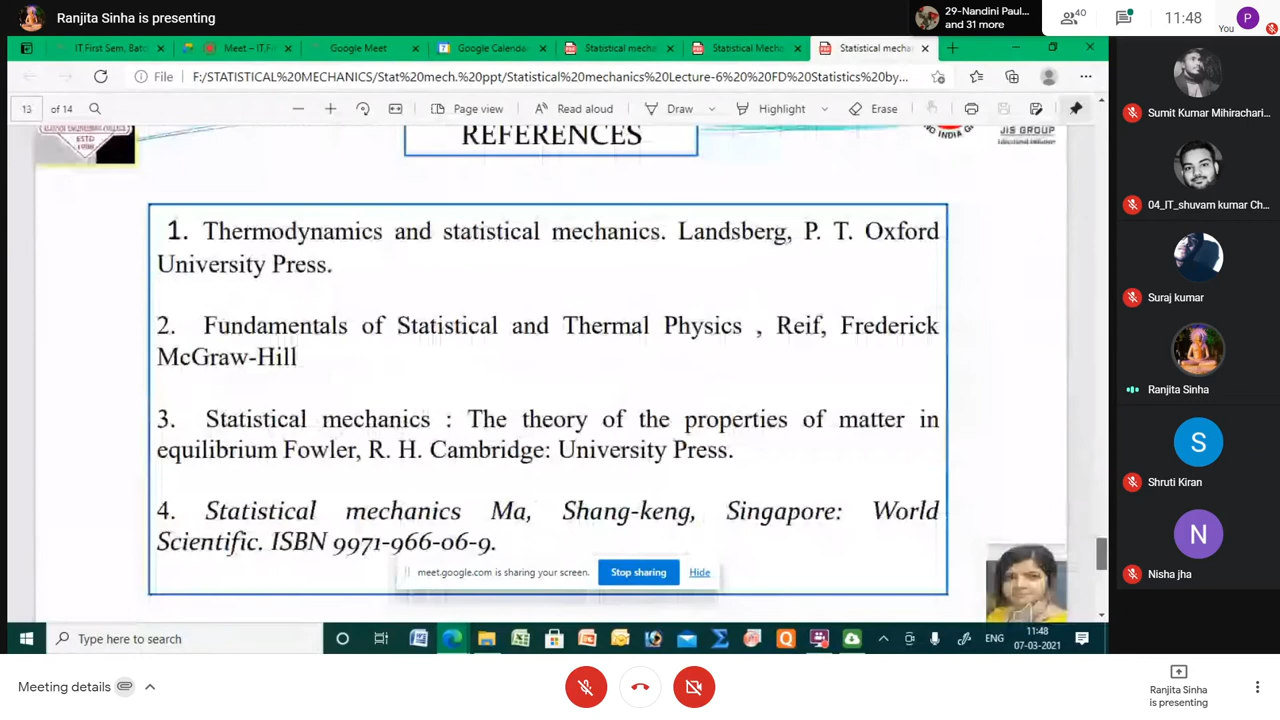 Ranjita Sinha is presenting
29-Nandini Paul...
and 31 more
40
11:48
You
P
IT.First Sem, Batc
Meet – IT.Fi
Google Meet
Google Calenda
Statistical mecha
Statistical Mecha
Statistical mecha
File
F:/STATISTICAL%20MECHANICS/Stat%20mech.%20ppt/Statistical%20mechanics%20Lecture-6%20%20FD%20Statistics%20by...
13 of 14
Page view
Read aloud
Draw
Highlight
Erase
REFERENCES
ESTD
JIS GROUP
1. Thermodynamics and statistical mechanics. Landsberg, P. T. Oxford
University Press.
2. Fundamentals of Statistical and Thermal Physics , Reif, Frederick
McGraw-Hill
3. Statistical mechanics : The theory of the properties of matter in
equilibrium Fowler, R. H. Cambridge: University Press.
4. Statistical mechanics Ma, Shang-keng, Singapore: World
Scientific. ISBN 9971-966-06-9.
meet.google.com is sharing your screen.
Stop sharing
Hide
Sumit Kumar Mihirachari...
04_IT_shuvam kumar Ch...
Suraj kumar
Ranjita Sinha
S
Shruti Kiran
N
Nisha jha
Type here to search
ENG
11:48
07-03-2021
Meeting details
Ranjita Sinha
is presenting